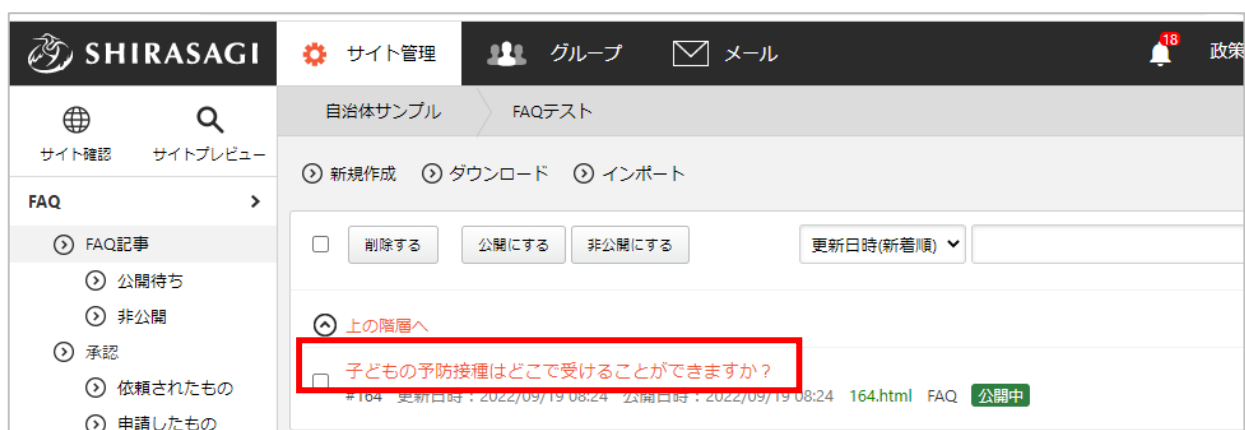 SHIRASAGI サイト管理 グループ メール 18 政策
サイト確認 サイトプレビュー
自治体サンプル FAQテスト
新規作成 ダウンロード インポート
FAQ
FAQ記事
公開待ち
非公開
承認
依頼されたもの
申請したもの
削除する 公開にする 非公開にする 更新日時(新着順)
上の階層へ
子どもの予防接種はどこで受けることができますか？
#164 更新日時：2022/09/19 08:24 公開日時：2022/09/19 08:24 164.html FAQ 公開中